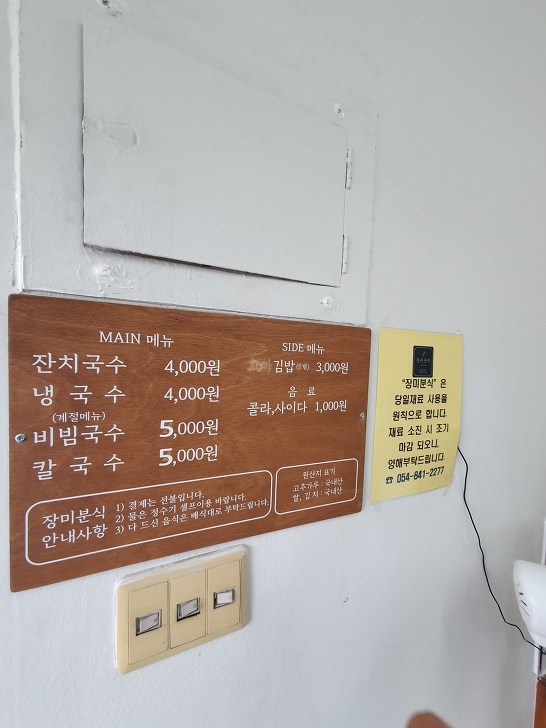 MAIN 메뉴
잔치국수 4,000원
냉국수 4,000원
(계절메뉴)
비빔국수 5,000원
칼국수 5,000원
SIDE 메뉴
김밥 3,000원
음료
콜라,사이다 1,000원
장미분식
안내사항
1) 결제는 선불입니다.
2) 물은 정수기 셀프이용 바랍니다.
3) 다 드신 음식은 배식대로 부탁드립니다.
원산지 표기
고추가루 : 국내산
쌀, 김치 : 국내산
"장미분식" 은
당일재료 사용을
원칙으로 합니다.
재료 소진 시 조기
마감 되오니,
양해부탁드립니다.
☎ 054-841-2277